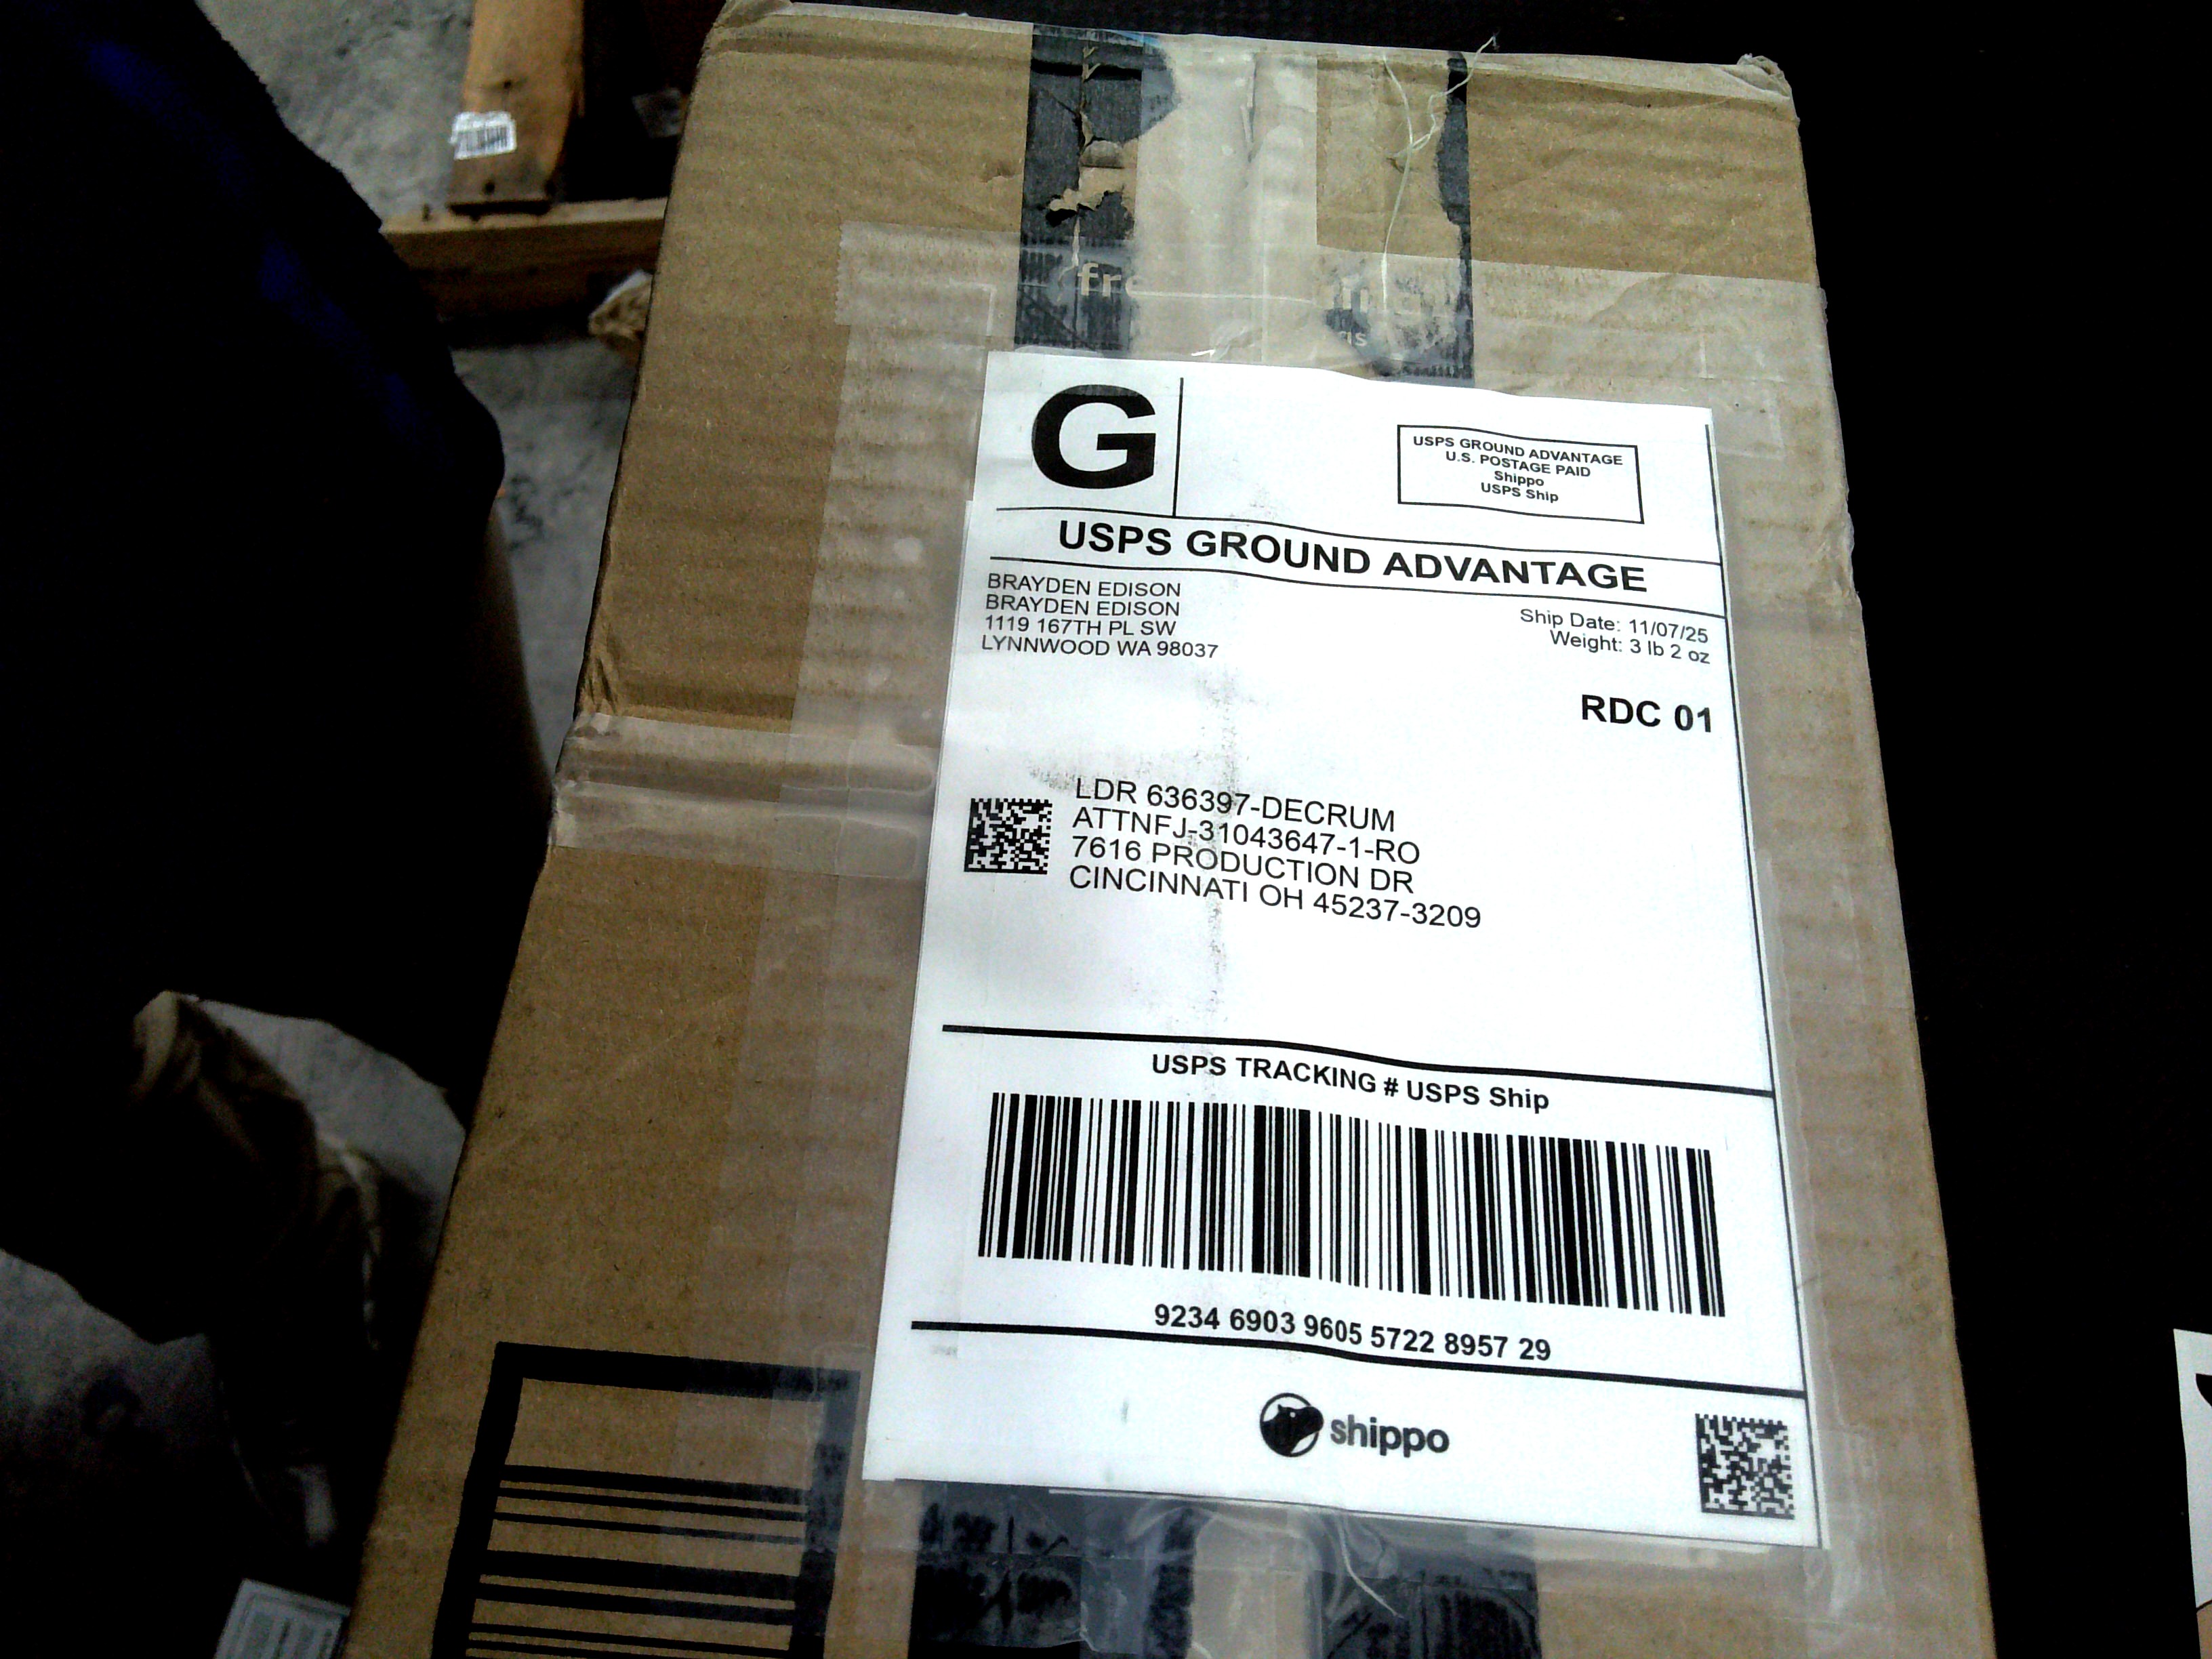 fr
G
USPS GROUND ADVANTAGE
U.S. POSTAGE PAID
Shippo
USPS Ship
USPS GROUND ADVANTAGE
BRAYDEN EDISON
BRAYDEN EDISON
1119 167TH PL SW
LYNNWOOD WA 98037
Ship Date: 11/07/25
Weight: 3 lb 2 oz
RDC 01
LDR 636397-DECRUM
ATTNFJ-31043647-1-RO
7616 PRODUCTION DR
CINCINNATI OH 45237-3209
USPS TRACKING # USPS Ship
9234 6903 9605 5722 8957 29
shippo